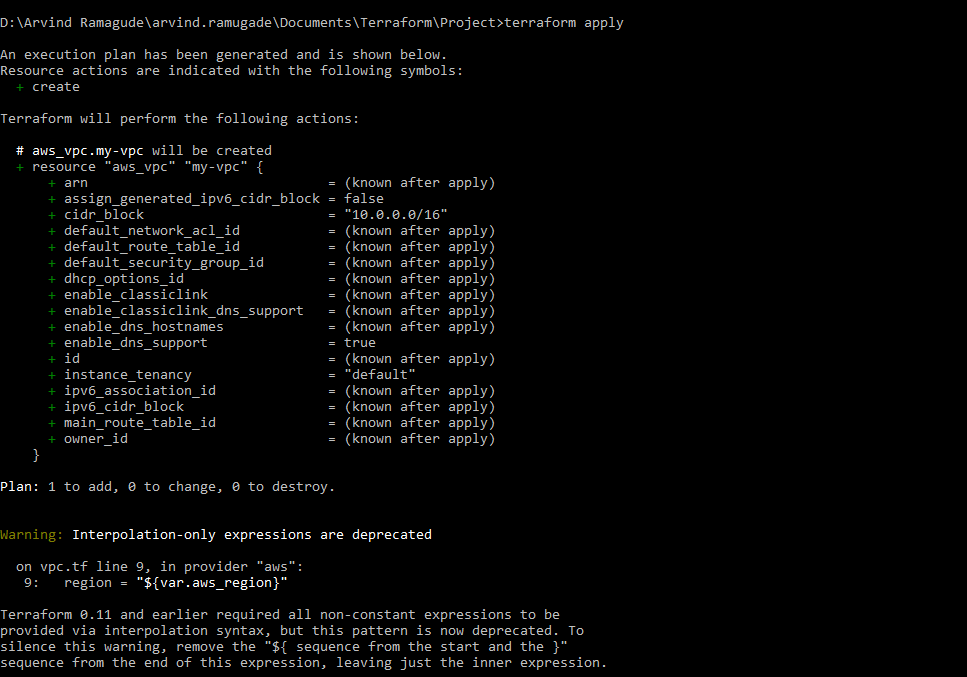 D:\Arvind Ramagude\arvind.ramugade\Documents\Terraform\Project>terraform apply
An execution plan has been generated and is shown below.
Resource actions are indicated with the following symbols:
  + create
Terraform will perform the following actions:
  # aws_vpc.my-vpc will be created
  + resource "aws_vpc" "my-vpc" {
      + arn                              = (known after apply)
      + assign_generated_ipv6_cidr_block = false
      + cidr_block                       = "10.0.0.0/16"
      + default_network_acl_id           = (known after apply)
      + default_route_table_id           = (known after apply)
      + default_security_group_id        = (known after apply)
      + dhcp_options_id                  = (known after apply)
      + enable_classiclink               = (known after apply)
      + enable_classiclink_dns_support   = (known after apply)
      + enable_dns_hostnames             = (known after apply)
      + enable_dns_support               = true
      + id                               = (known after apply)
      + instance_tenancy                 = "default"
      + ipv6_association_id              = (known after apply)
      + ipv6_cidr_block                  = (known after apply)
      + main_route_table_id              = (known after apply)
      + owner_id                         = (known after apply)
    }
Plan: 1 to add, 0 to change, 0 to destroy.
Warning: Interpolation-only expressions are deprecated
  on vpc.tf line 9, in provider "aws":
   9:   region = "${var.aws_region}"
Terraform 0.11 and earlier required all non-constant expressions to be
provided via interpolation syntax, but this pattern is now deprecated. To
silence this warning, remove the "${ sequence from the start and the }"
sequence from the end of this expression, leaving just the inner expression.